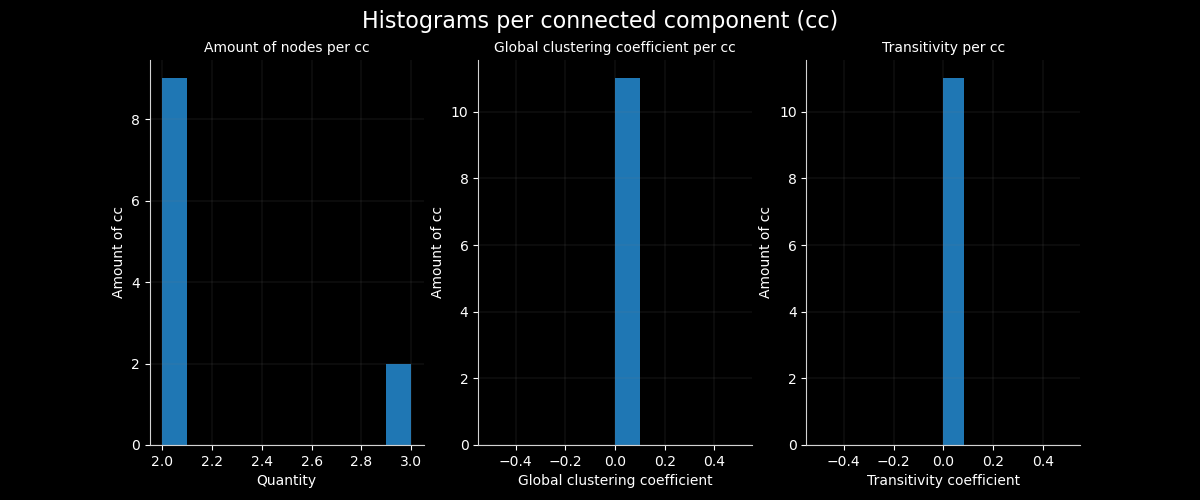 Histograms per connected component (cc)
Amount of nodes per cc
Global clustering coefficient per cc
Transitivity per cc
8
6
4
2
0
Amount of cc
2.0 2.2 2.4 2.6 2.8 3.0
Quantity
10
8
6
4
2
0
Amount of cc
−0.4 −0.2 0.0 0.2 0.4
Global clustering coefficient
10
8
6
4
2
0
Amount of cc
−0.4 −0.2 0.0 0.2 0.4
Transitivity coefficient